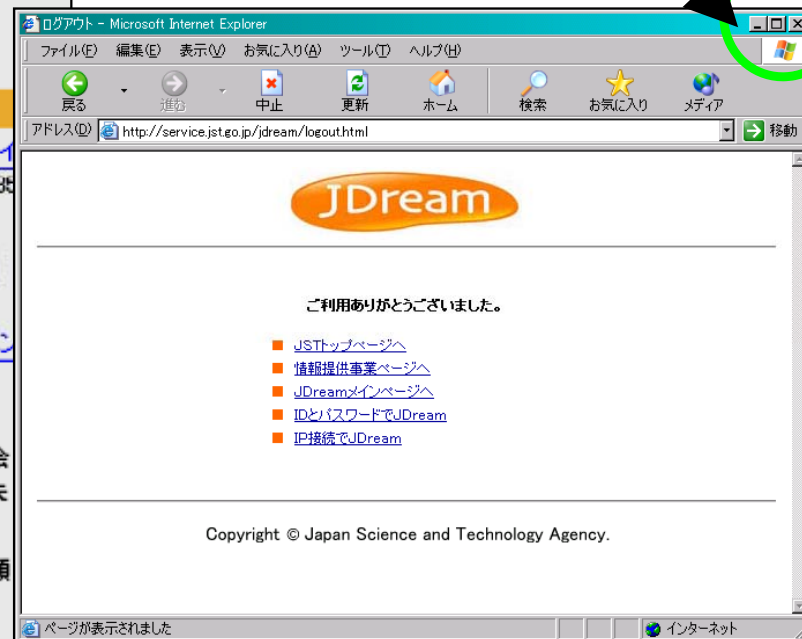 ログアウト - Microsoft Internet Explorer
ファイル(F) 編集(E) 表示(V) お気に入り(A) ツール(T) ヘルプ(H)
戻る 進む 中止 更新 ホーム 検索 お気に入り メディア
アドレス(D) http://service.jst.go.jp/jdream/logout.html 移動
JDream
ご利用ありがとうございました。
JSTトップページへ
情報提供事業ページへ
JDreamメインページへ
IDとパスワードでJDream
IP接続でJDream
Copyright © Japan Science and Technology Agency.
ページが表示されました インターネット